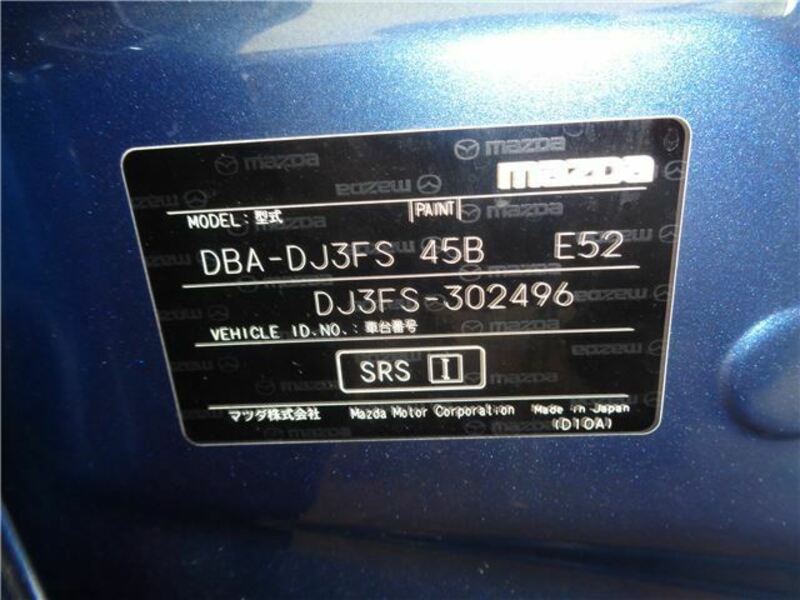 mazda
MODEL:型式 PAINT
DBA-DJ3FS 45B E52
DJ3FS-302496
VEHICLE ID.NO.:車台番号
SRS I
マツダ株式会社 Mazda Motor Corporation Made in Japan
(D10A)